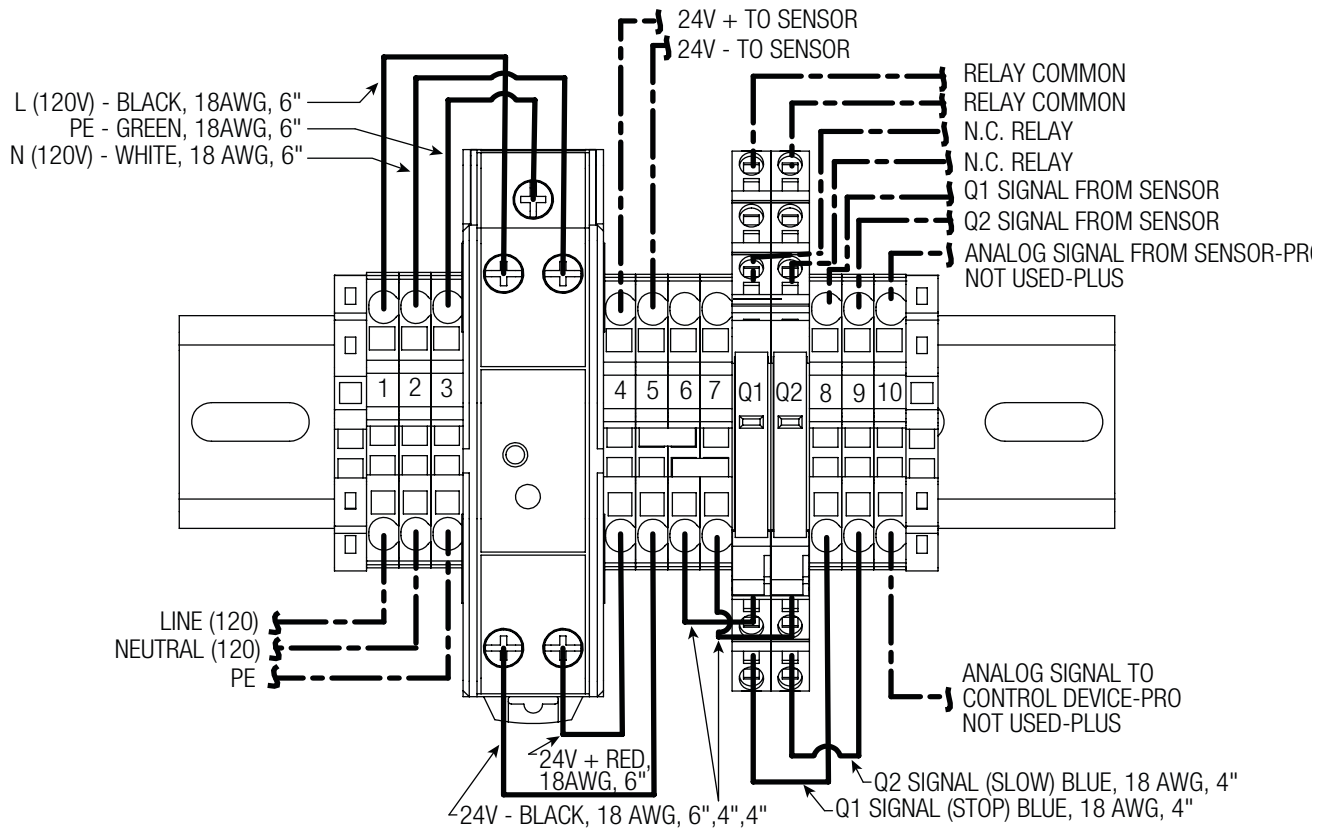 24V + TO SENSOR
24V - TO SENSOR
L (120V) - BLACK, 18AWG, 6"
PE - GREEN, 18AWG, 6"
N (120V) - WHITE, 18 AWG, 6"
RELAY COMMON
RELAY COMMON
N.C. RELAY
N.C. RELAY
Q1 SIGNAL FROM SENSOR
Q2 SIGNAL FROM SENSOR
ANALOG SIGNAL FROM SENSOR-PR
NOT USED-PLUS
1 2 3 4 5 6 7 Q1 Q2 8 9 10
LINE (120)
NEUTRAL (120)
PE
ANALOG SIGNAL TO
CONTROL DEVICE-PRO
NOT USED-PLUS
24V + RED,
18AWG, 6"
24V - BLACK, 18 AWG, 6",4",4"
Q2 SIGNAL (SLOW) BLUE, 18 AWG, 4"
Q1 SIGNAL (STOP) BLUE, 18 AWG, 4"